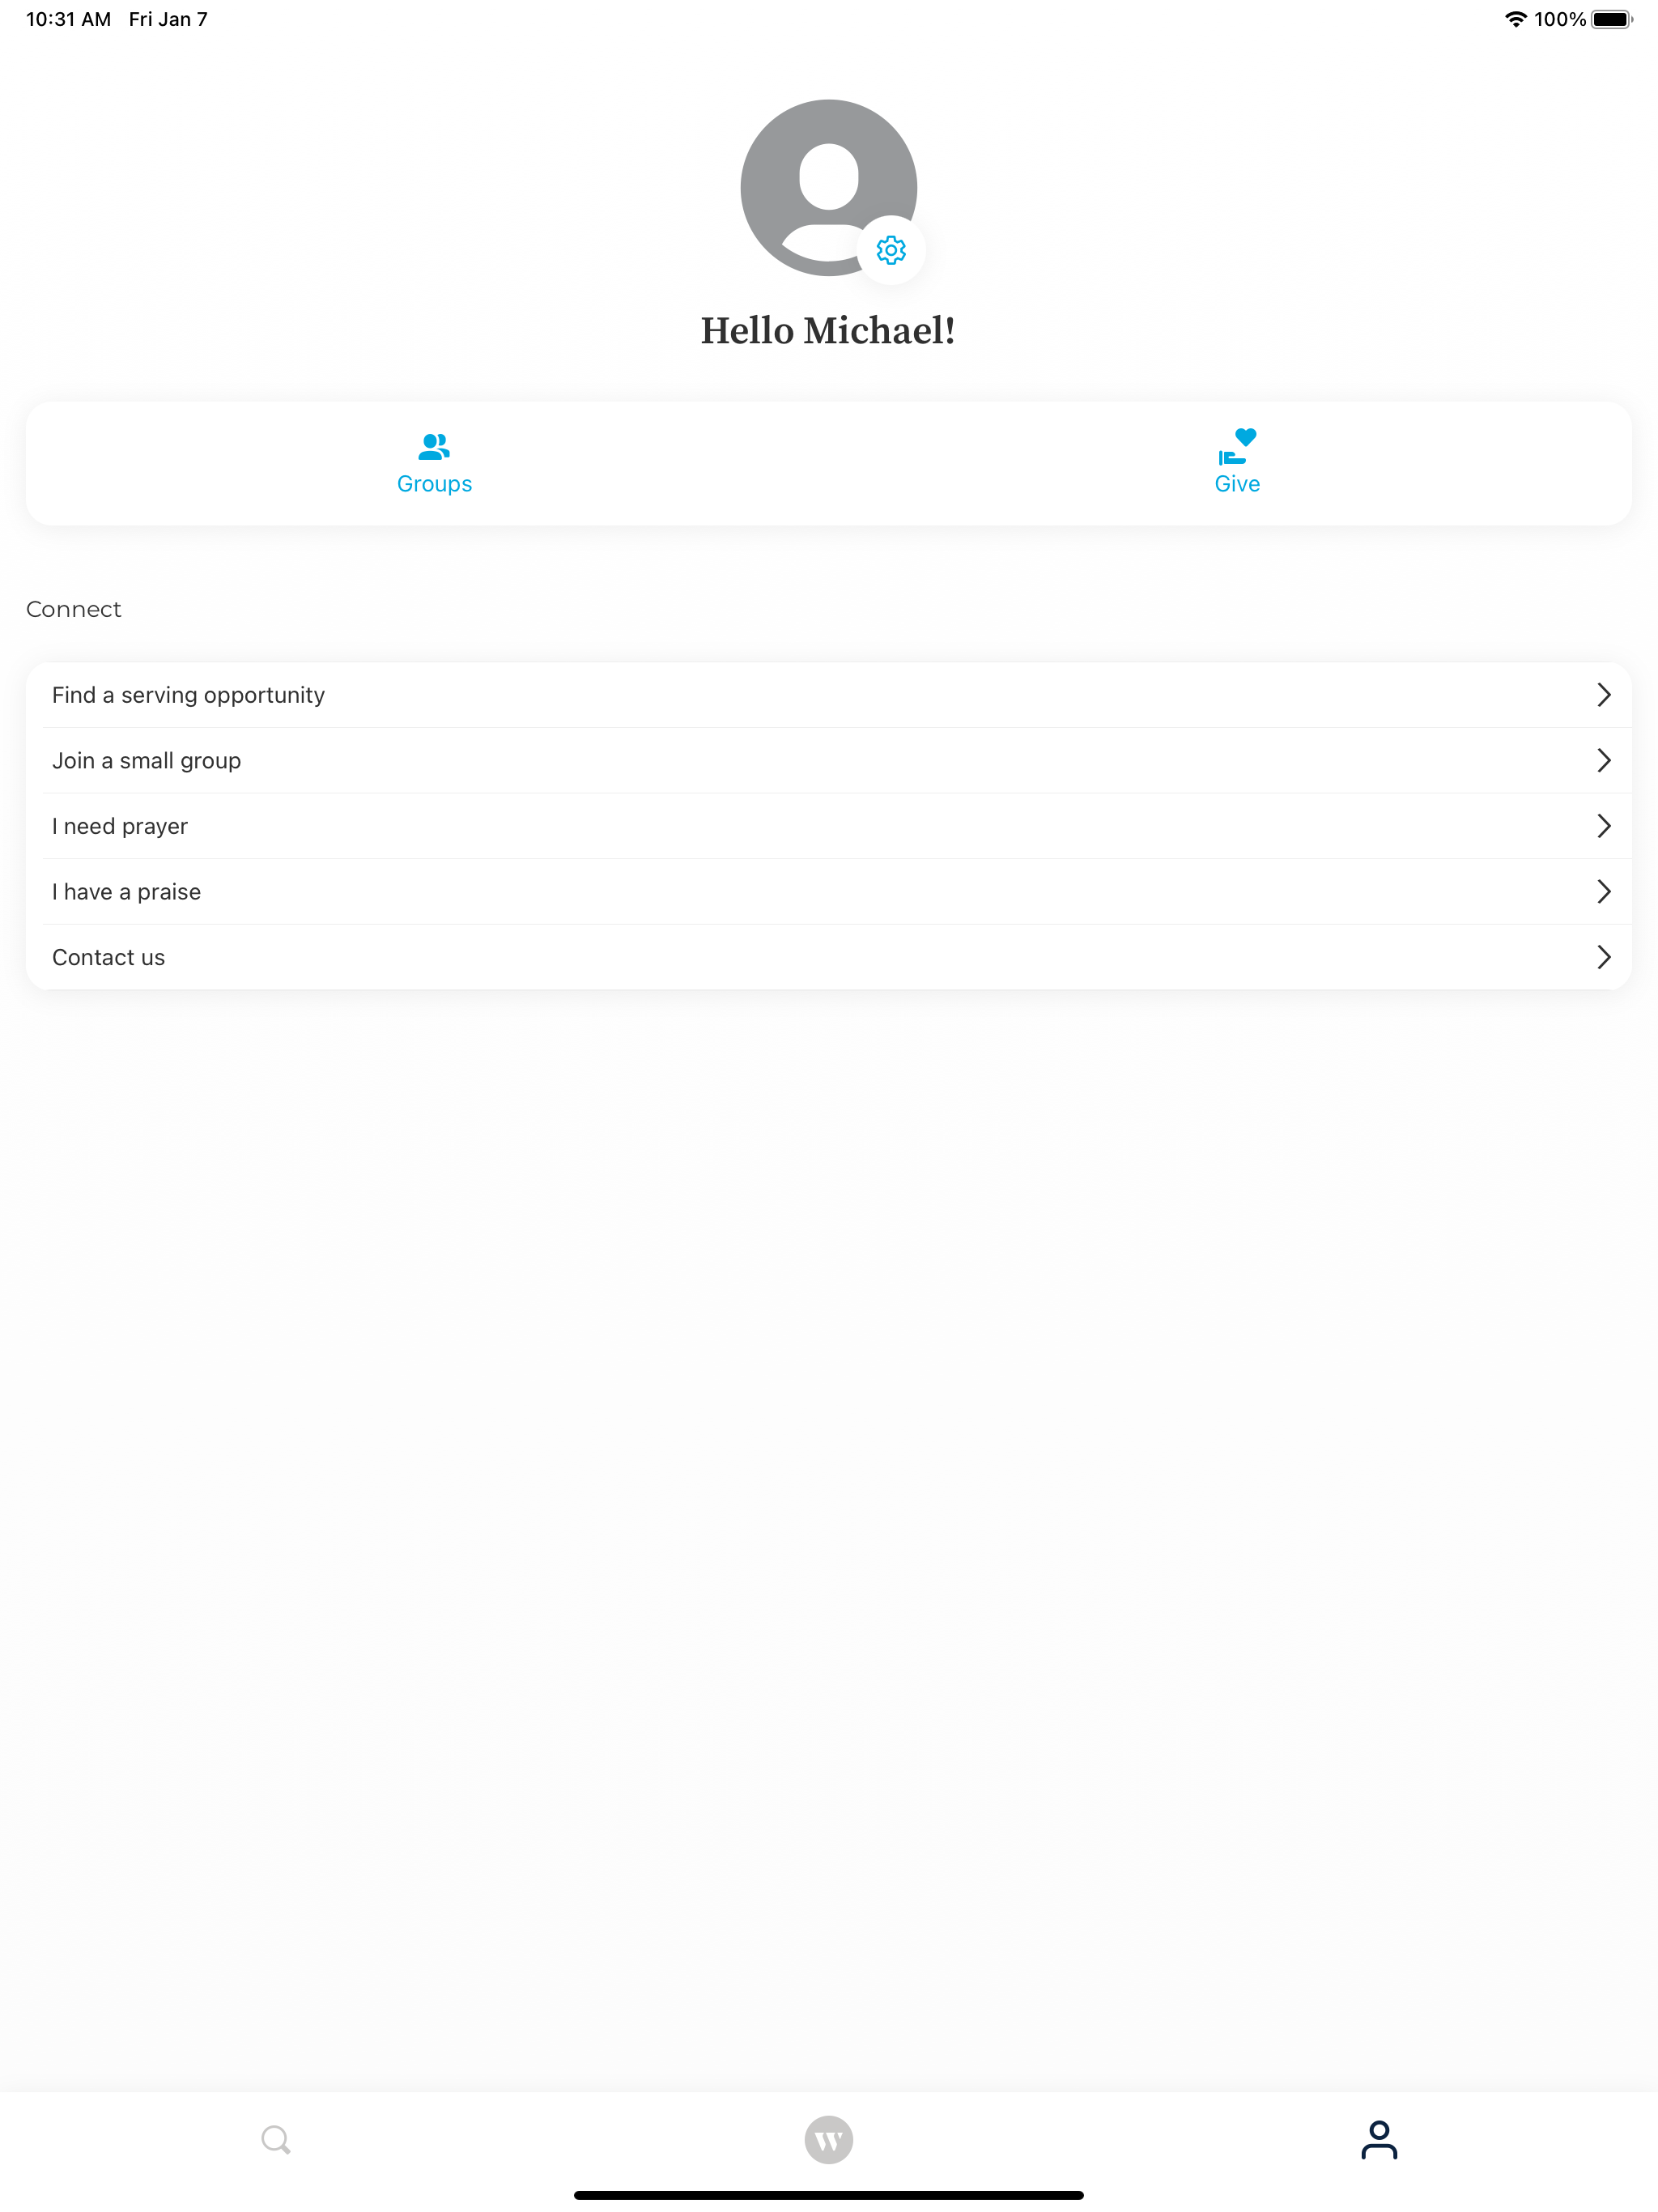 10:31 AM Fri Jan 7 100%
Hello Michael!
Groups Give
Connect
Find a serving opportunity
Join a small group
I need prayer
I have a praise
Contact us
W